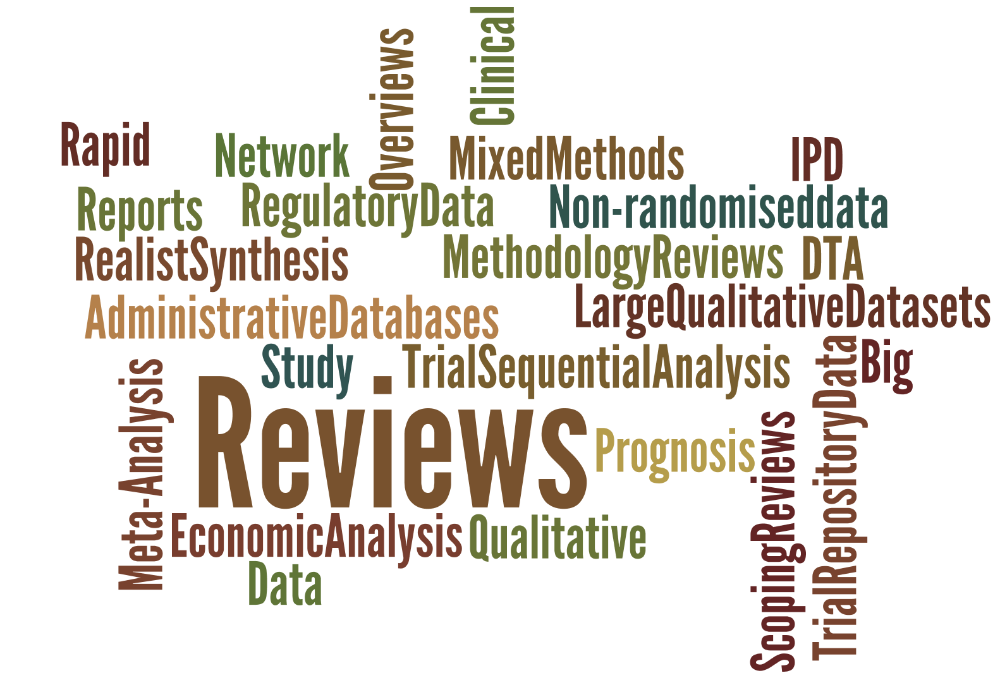 Clinical
Overviews
Rapid
Network
MixedMethods
IPD
Reports
RegulatoryData
Non-randomiseddata
RealistSynthesis
MethodologyReviews
DTA
AdministrativeDatabases
LargeQualitativeDatasets
Study
TrialSequentialAnalysis
Big
Meta-Analysis
Reviews
Prognosis
ScopingReviews
TrialRepositoryData
EconomicAnalysis
Qualitative
Data